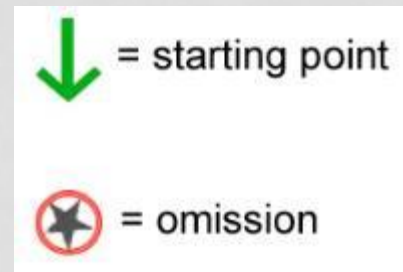 = starting point
= omission